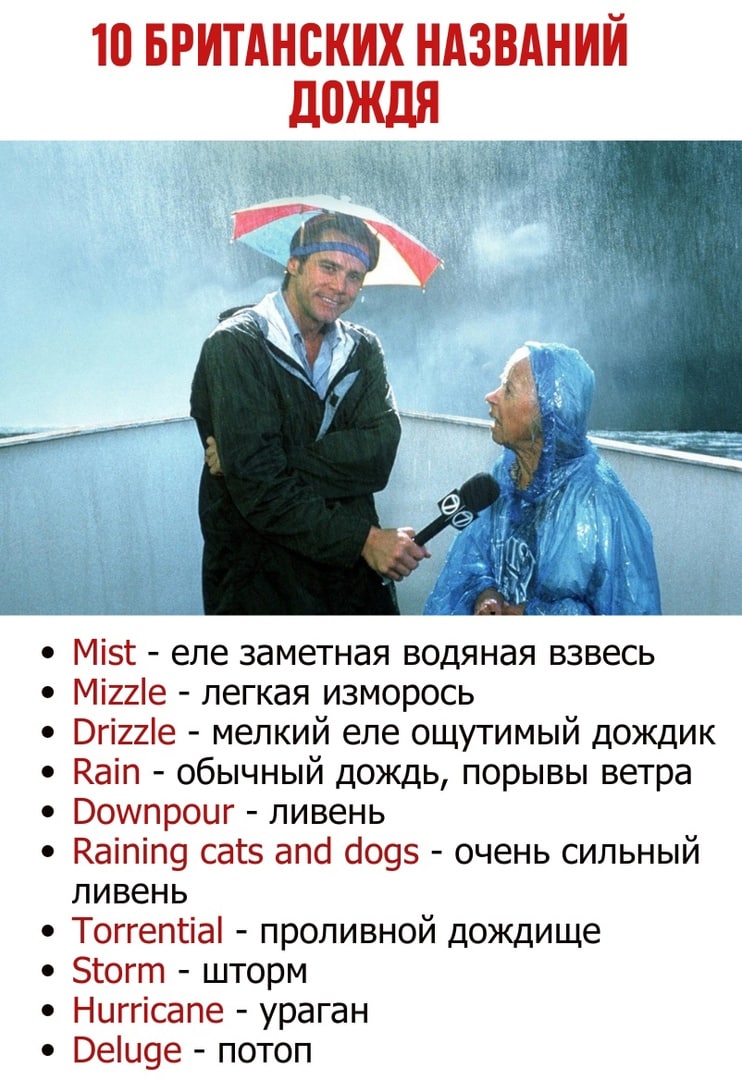 10 БРИТАНСКИХ НАЗВАНИЙ
ДОЖДЯ
• Mist - еле заметная водяная взвесь
• Mizzle - легкая изморось
• Drizzle - мелкий еле ощутимый дождик
• Rain - обычный дождь, порывы ветра
• Downpour - ливень
• Raining cats and dogs - очень сильный
ливень
• Torrential - проливной дождище
• Storm - шторм
• Hurricane - ураган
• Deluge - потоп